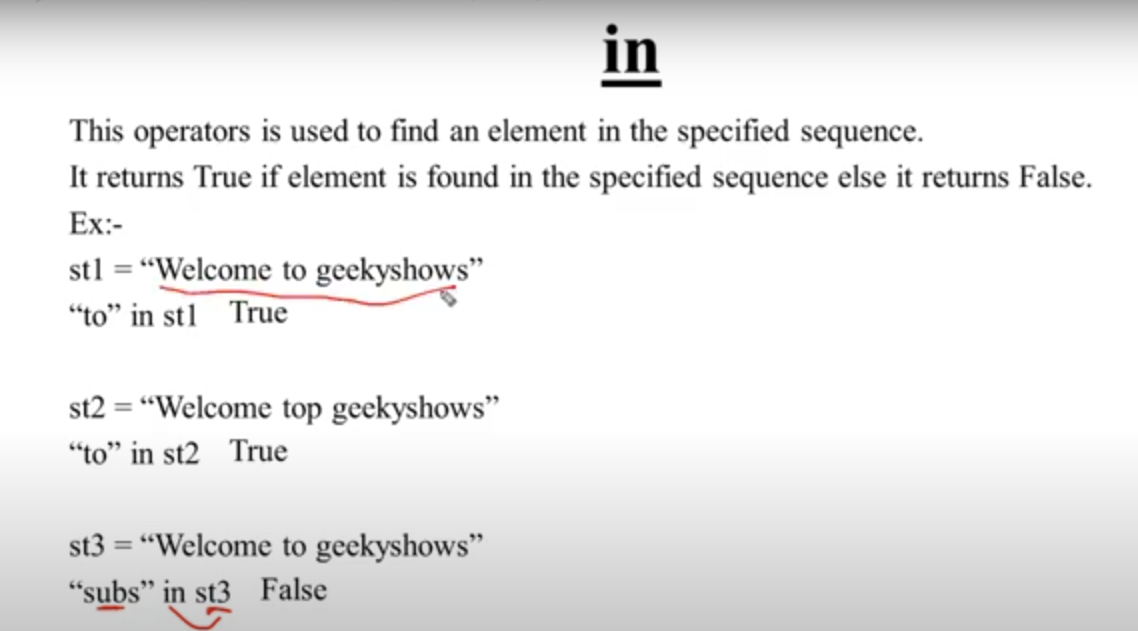 in
This operators is used to find an element in the specified sequence.
It returns True if element is found in the specified sequence else it returns False.
Ex:-
st1 = “Welcome to geekyshows”
“to” in st1 True
st2 = “Welcome top geekyshows”
“to” in st2 True
st3 = “Welcome to geekyshows”
“subs” in st3 False